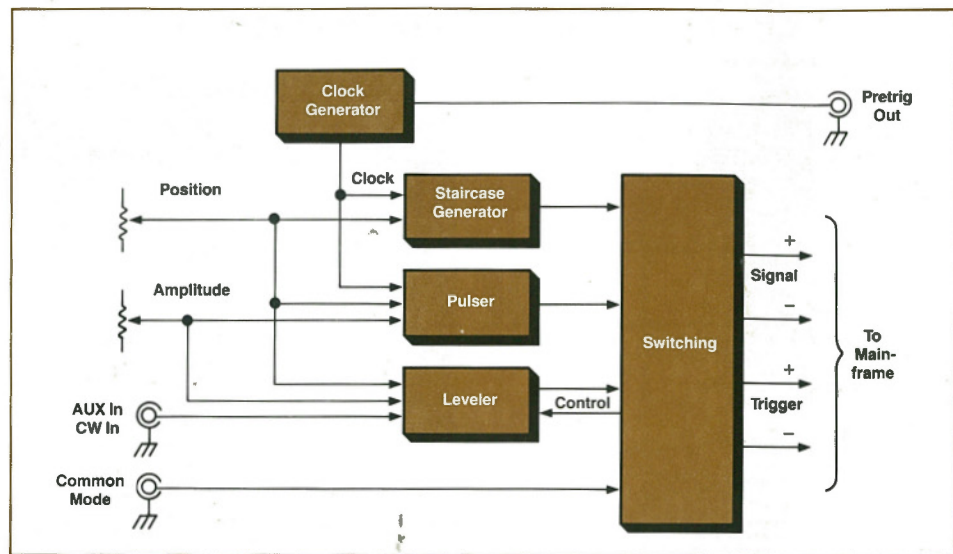 Clock
Generator
Pretrig
Out
Clock
Position
Staircase
Generator
+
Signal
Amplitude
Pulser
−
To
Main-
frame
Switching
+
Leveler
Control
Trigger
AUX In
CW In
−
Common
Mode